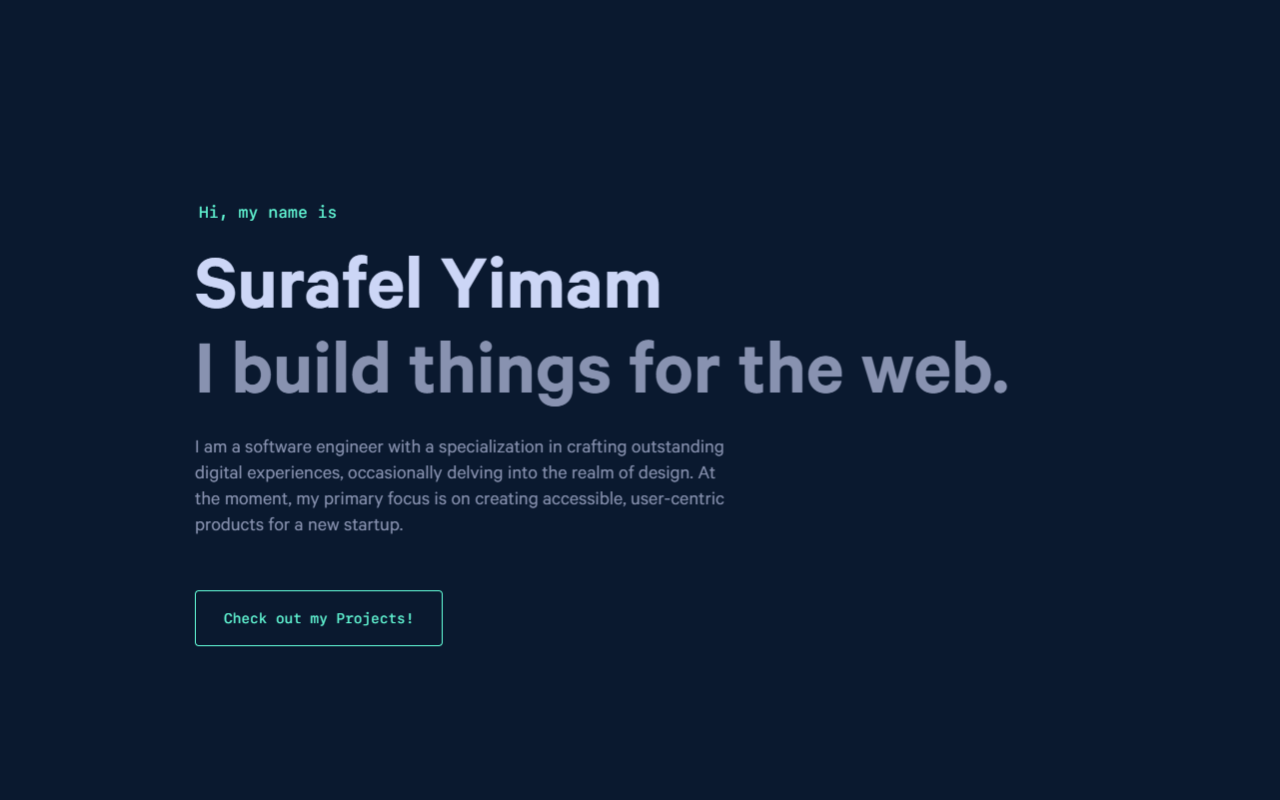 Hi, my name is
Surafel Yimam
I build things for the web.
I am a software engineer with a specialization in crafting outstanding
digital experiences, occasionally delving into the realm of design. At
the moment, my primary focus is on creating accessible, user-centric
products for a new startup.
Check out my Projects!